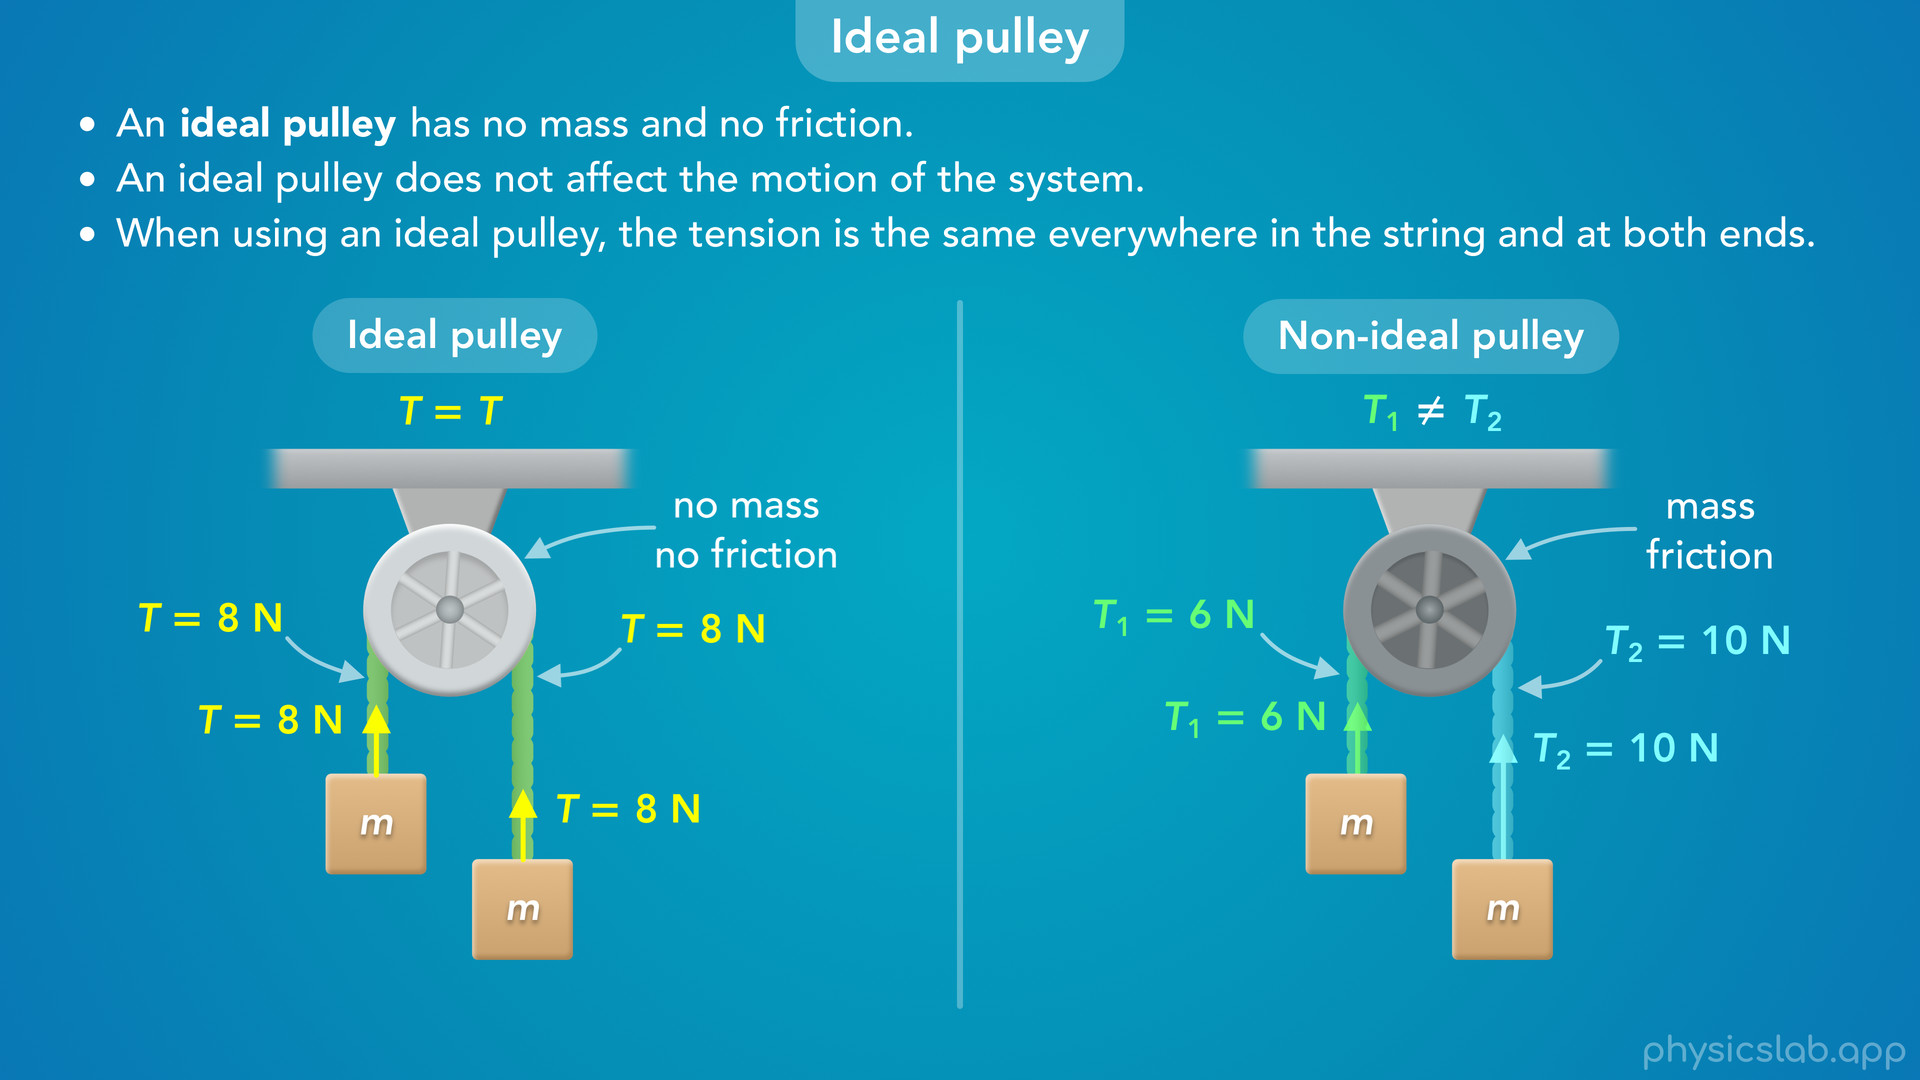 Ideal pulley
• An ideal pulley has no mass and no friction.
• An ideal pulley does not affect the motion of the system.
• When using an ideal pulley, the tension is the same everywhere in the string and at both ends.
Ideal pulley
T = T
no mass
no friction
T = 8 N
T = 8 N
T = 8 N
T = 8 N
m
m
Non-ideal pulley
T₁ ≠ T₂
mass
friction
T₁ = 6 N
T₂ = 10 N
T₁ = 6 N
T₂ = 10 N
m
m
physicslab.app